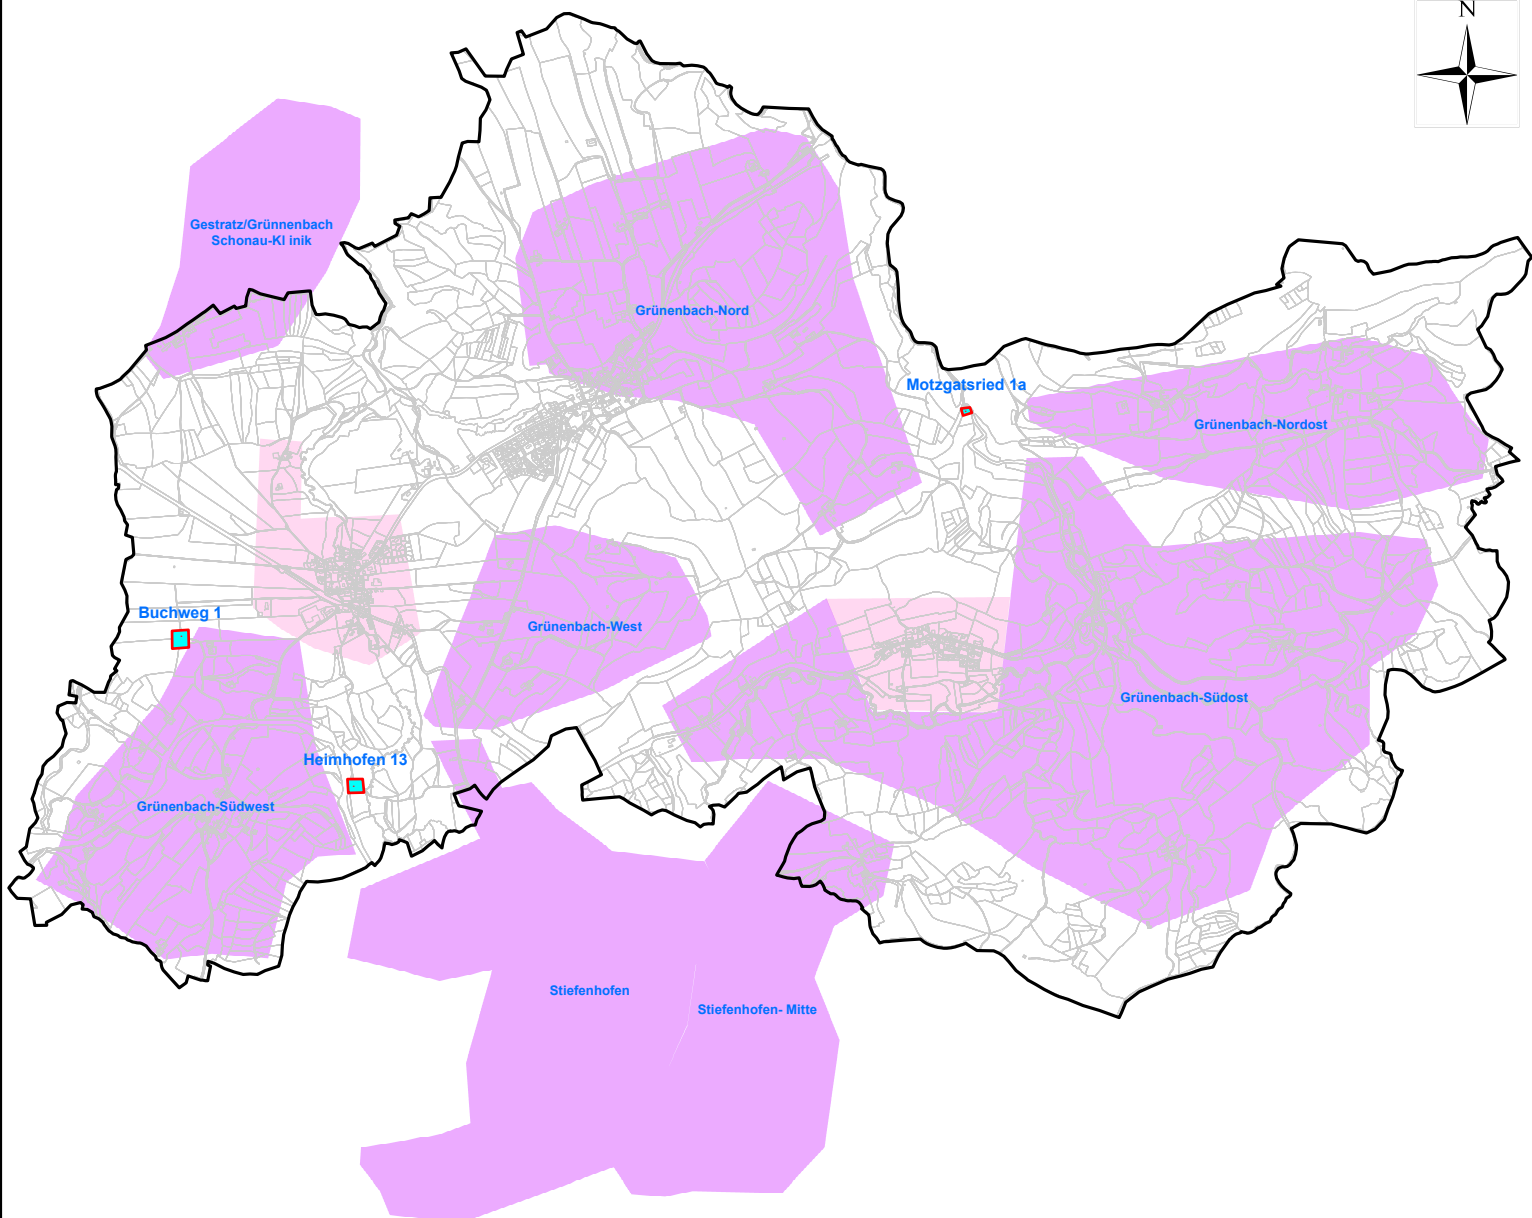 N
Gestratz/Grünnenbach
Schonau-Kl inik
Grünenbach-Nord
Motzgatsried 1a
Grünenbach-Nordost
Buchweg 1
Grünenbach-West
Grünenbach-Südost
Heimhofen 13
Grünenbach-Südwest
Stiefenhofen
Stiefenhofen- Mitte